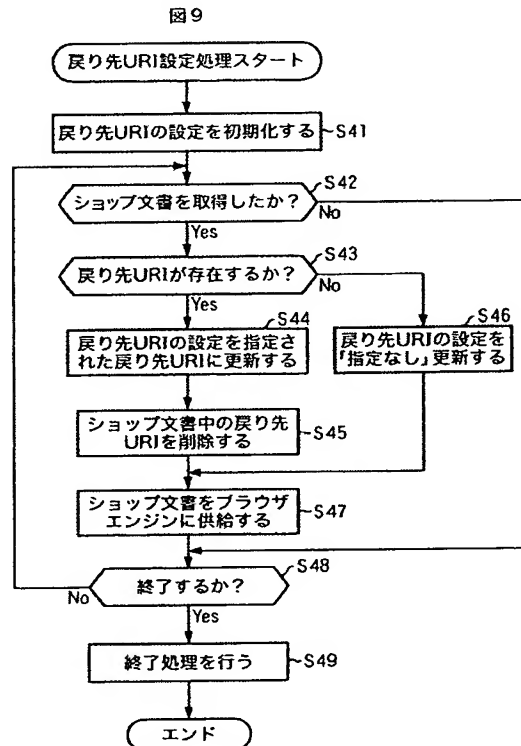 図9
戻り先URI設定処理スタート
戻り先URIの設定を初期化する
S41
ショップ文書を取得したか?
S42
No
Yes
戻り先URIが存在するか?
S43
No
Yes
S44
戻り先URIの設定を指定さ
れた戻り先URIに更新する
S46
戻り先URIの設定を
「指定なし」更新する
ショップ文書中の戻り先
URIを削除する
S45
ショップ文書をブラウザ
エンジンに供給する
S47
終了するか?
S48
No
Yes
終了処理を行う
S49
エンド